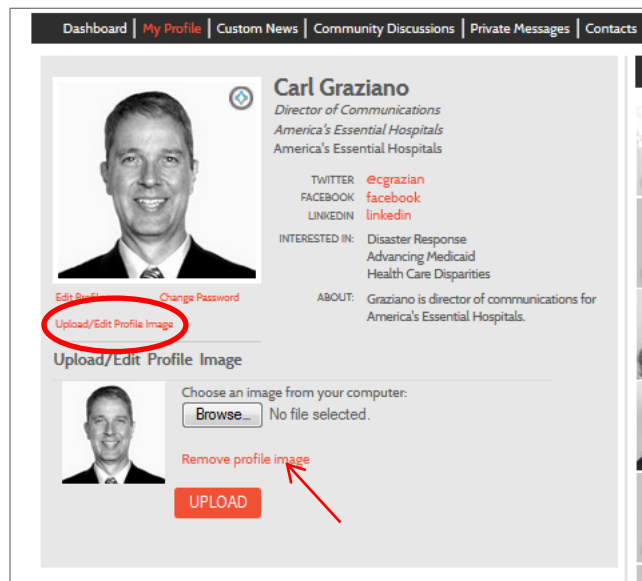 Dashboard | My Profile | Custom News | Community Discussions | Private Messages | Contacts
Carl Graziano
Director of Communications
America's Essential Hospitals
America's Essential Hospitals
TWITTER @cgrazian
FACEBOOK facebook
LINKEDIN linkedin
INTERESTED IN: Disaster Response
Advancing Medicaid
Health Care Disparities
ABOUT: Graziano is director of communications for
America's Essential Hospitals.
Edit Profile Change Password
Upload/Edit Profile Image
Upload/Edit Profile Image
Choose an image from your computer:
Browse... No file selected.
Remove profile image
UPLOAD